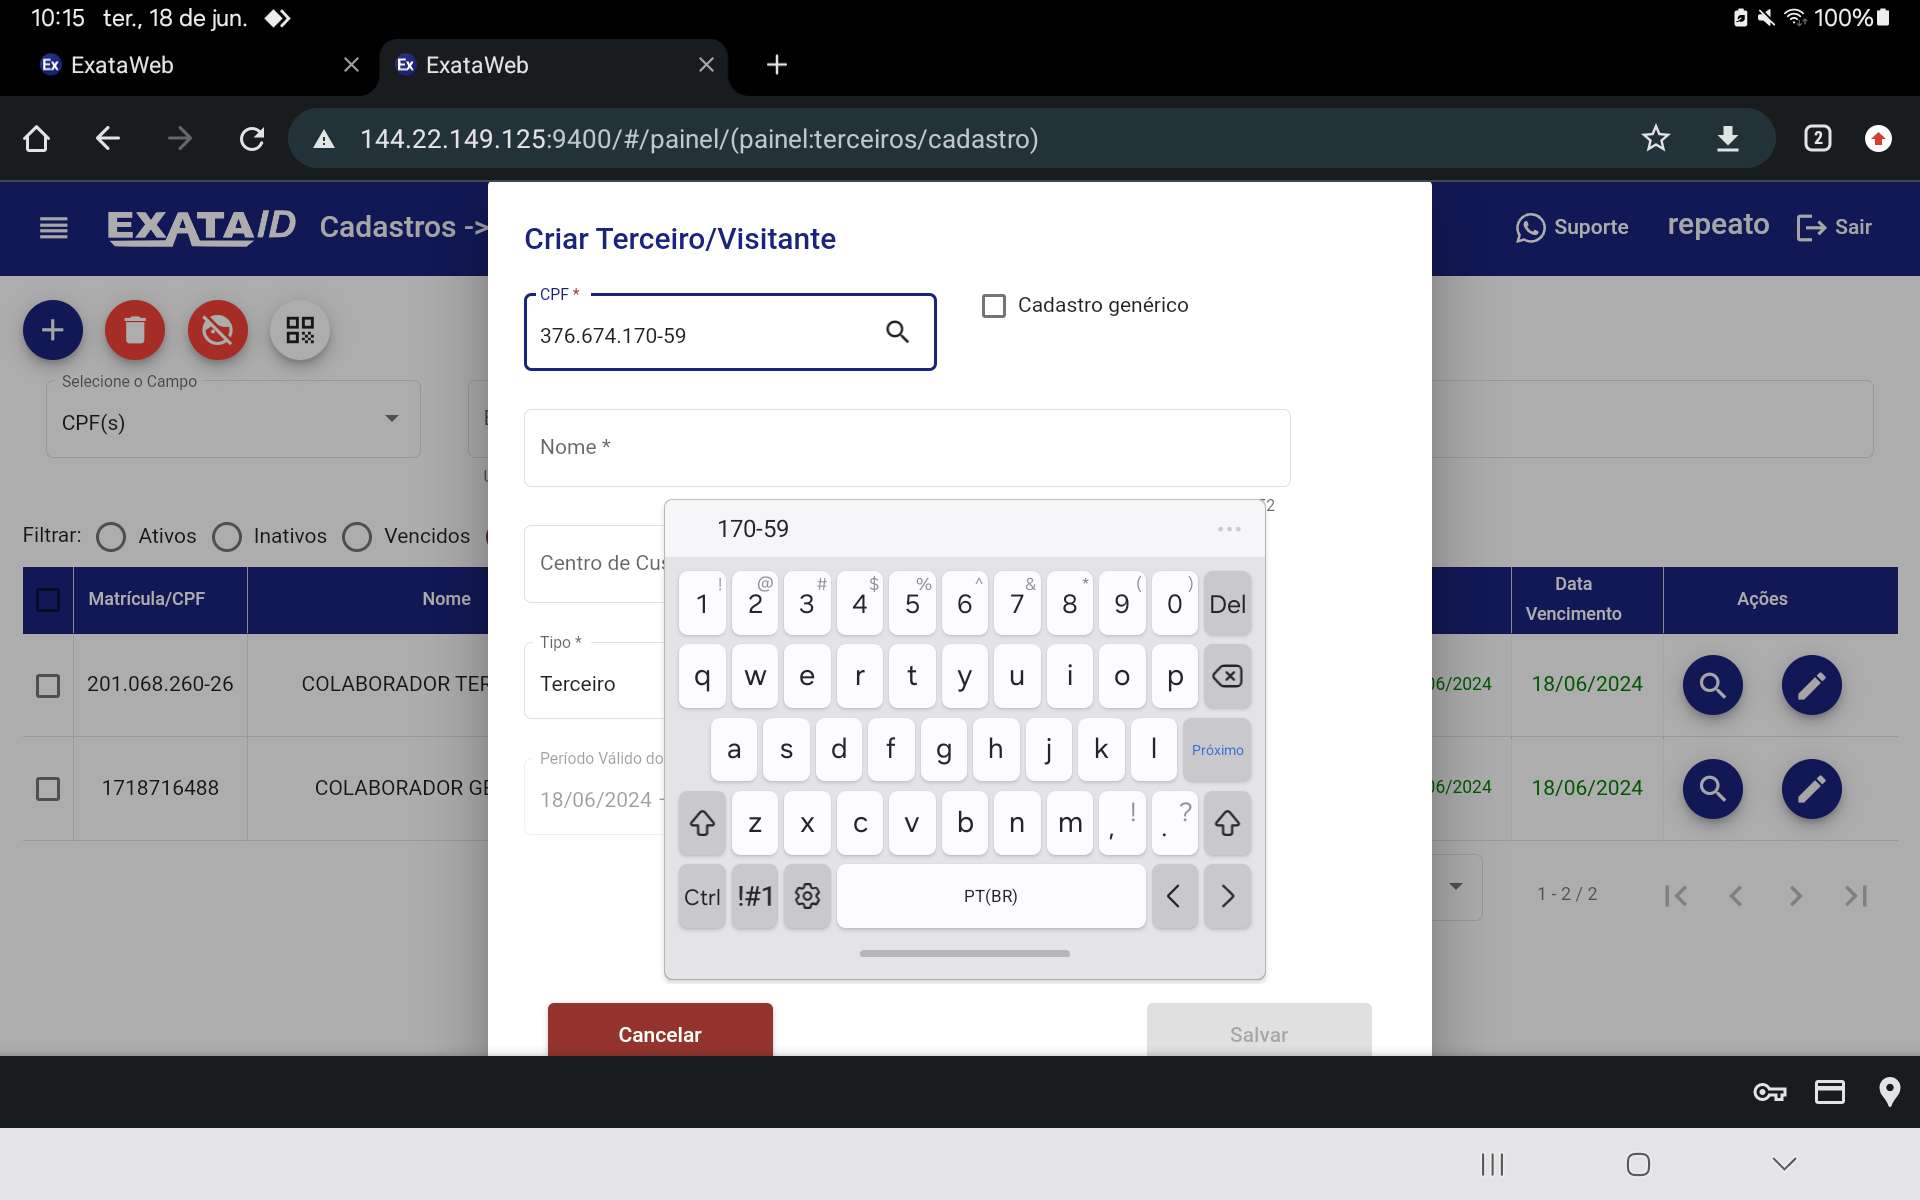 10:15 ter., 18 de jun.
100%
Ex ExataWeb
Ex ExataWeb
144.22.149.125:9400/#/painel/(painel:terceiros/cadastro)
2
EXATAID Cadastros ->
Suporte
repeato
Sair
Criar Terceiro/Visitante
CPF *
376.674.170-59
Cadastro genérico
Selecione o Campo
CPF(s)
Nome *
Centro de Cus
Tipo *
Terceiro
Período Válido do
18/06/2024 -
Filtrar: Ativos Inativos Vencidos
Matrícula/CPF Nome
Data
Vencimento
Ações
201.068.260-26 COLABORADOR TER
06/2024 18/06/2024
1718716488 COLABORADOR GE
06/2024 18/06/2024
1 - 2 / 2
170-59
! @ # $ % ^ & * ( )
1 2 3 4 5 6 7 8 9 0 Del
q w e r t y u i o p
a s d f g h j k l Próximo
z x c v b n m , ! . ?
Ctrl !#1 PT(BR) < >
Cancelar
Salvar